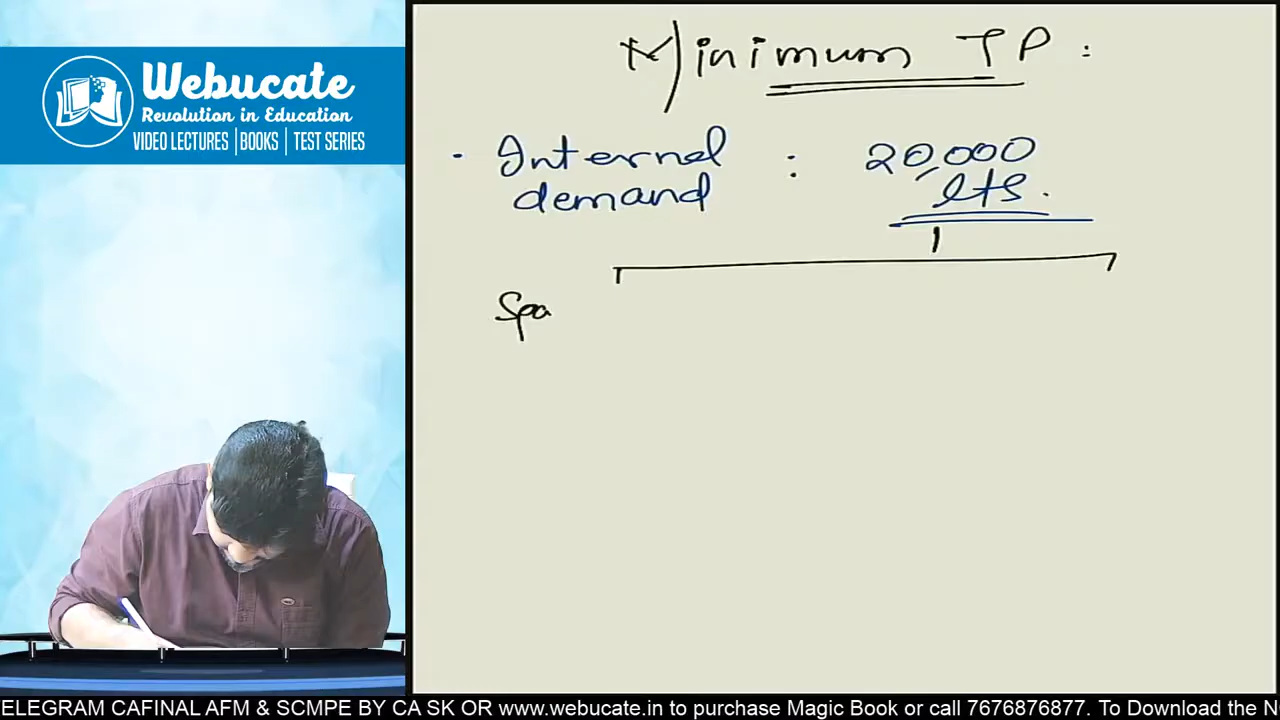 Webucate
Revolution in Education
VIDEO LECTURES | BOOKS | TEST SERIES
Minimum TP :
· Internal : 20,000
demand lts.
Spa
ELEGRAM CAFINAL AFM & SCMPE BY CA SK OR www.webucate.in to purchase Magic Book or call 7676876877. To Download the N